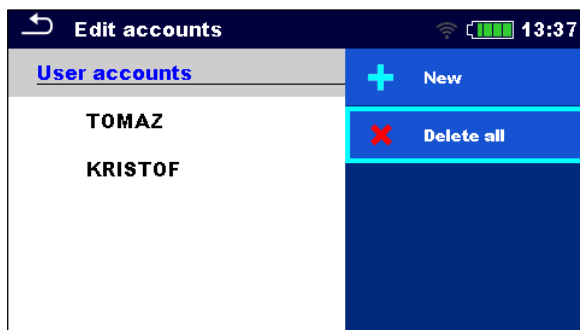 Edit accounts 13:37
User accounts
New
TOMAZ
Delete all
KRISTOF